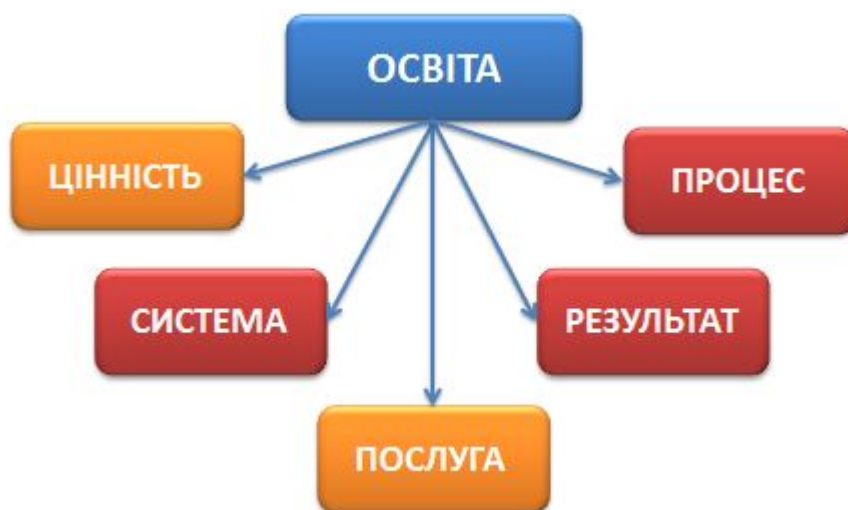 ОСВІТА
ЦІННІСТЬ
ПРОЦЕС
СИСТЕМА
РЕЗУЛЬТАТ
ПОСЛУГА